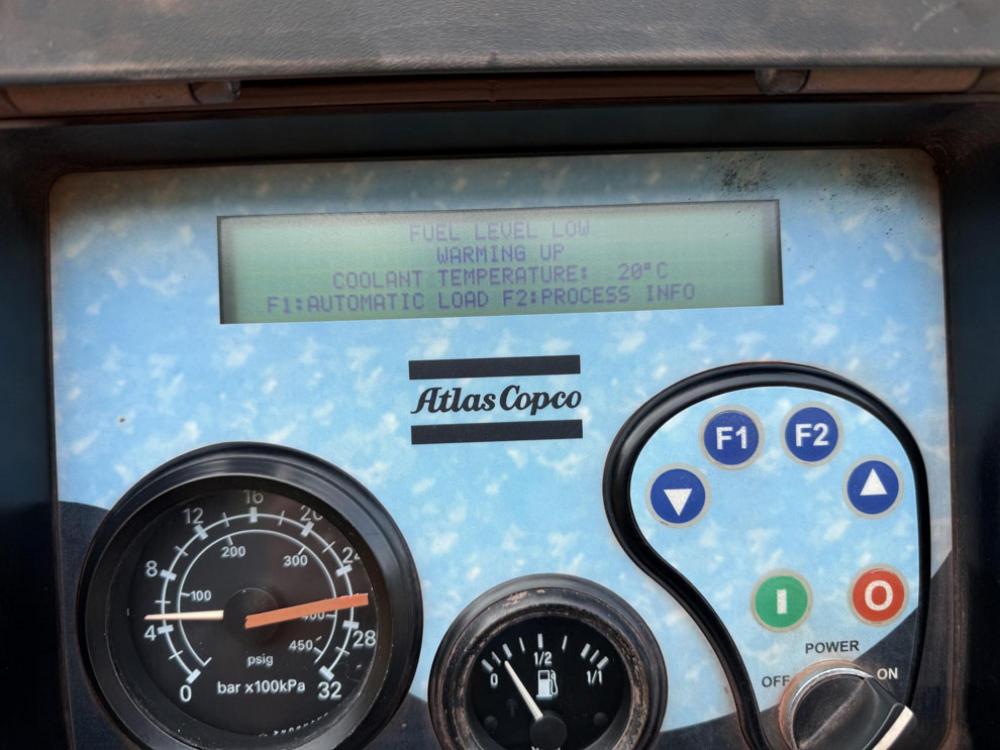 FUEL LEVEL LOW
WARMING UP
COOLANT TEMPERATURE: 20°C
F1:AUTOMATIC LOAD F2:PROCESS INFO
Atlas Copco
F1 F2
I O
POWER
OFF ON
16
12 20
8 24
200 300
100 400
4 28
450
psig
bar x100kPa
0 32
1/2
0 1/1